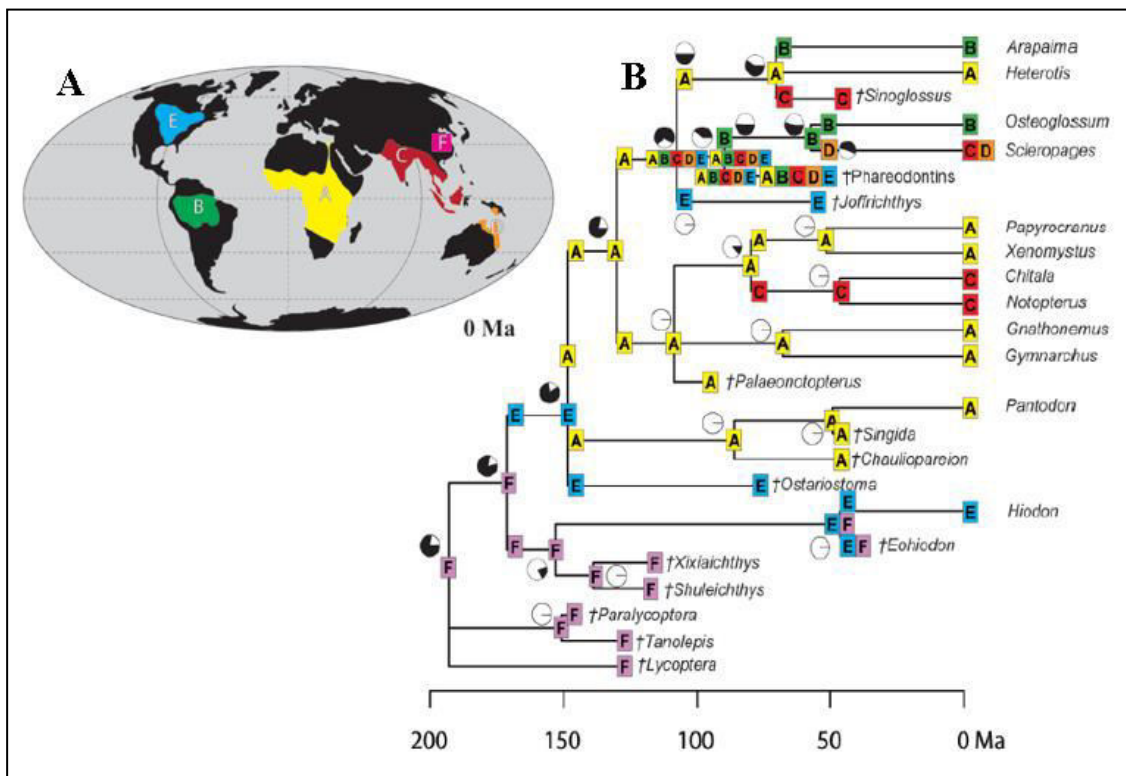 A
E
F
C
A
B
0 Ma
B
B B Arapaima
A A A Heterotis
C C †Sinoglossus
B B Osteoglossum
B B D C D Scleropages
A A B C D E A B C D E
A B C D E A B C D E †Phareodontins
E E †Joffrichthys
A A Papyrocranus
A A A Xenomystus
A A
C C C Chitala
C Notopterus
A A A A Gnathonemus
A Gymnarchus
A †Palaeonotopterus
A
E E
A Pantodon
A A A A †Singida
A †Chauliopareion
E E †Ostariostoma
F
E E Hiodon
E F
F F E F †Eohiodon
F †Xixiaichthys
F F F †Shuleichthys
F F †Paralycoptera
F †Tanolepis
F †Lycoptera
200 150 100 50 0 Ma